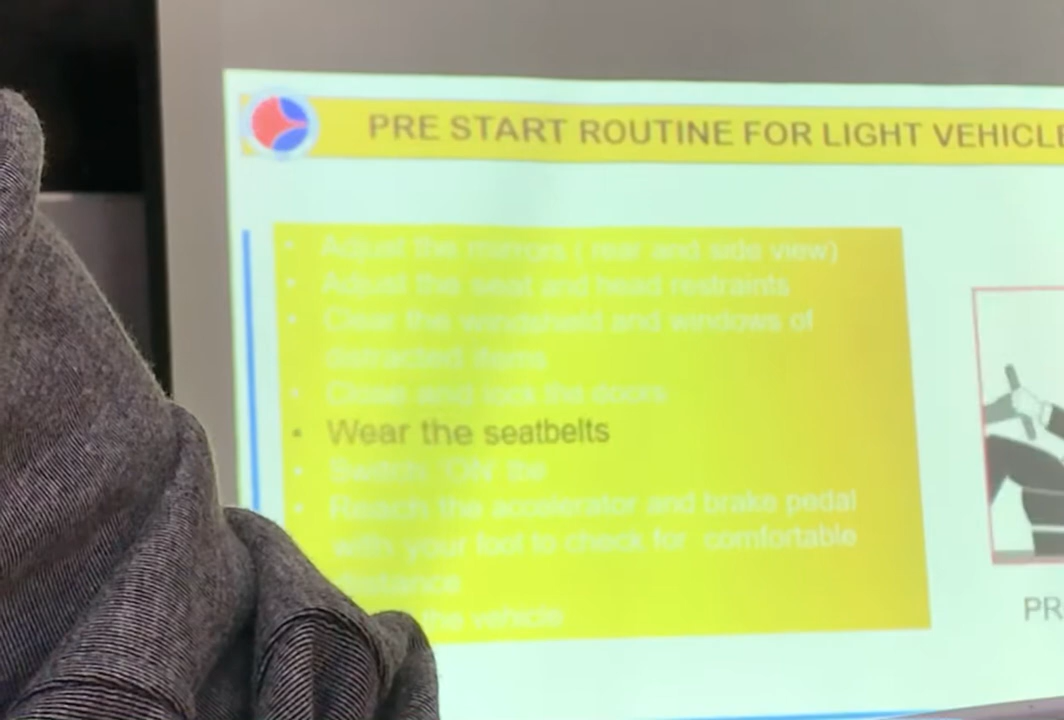 PRE START ROUTINE FOR LIGHT VEHICLE
• Adjust the mirrors ( rear and side view)
• Adjust the seat and head restraints
• Clear the windshield and windows of
distracted items
• Close and lock the doors
• Wear the seatbelts
• Switch 'ON' the
• Reach the accelerator and brake pedal
with your foot to check for comfortable
distance
the vehicle
PR